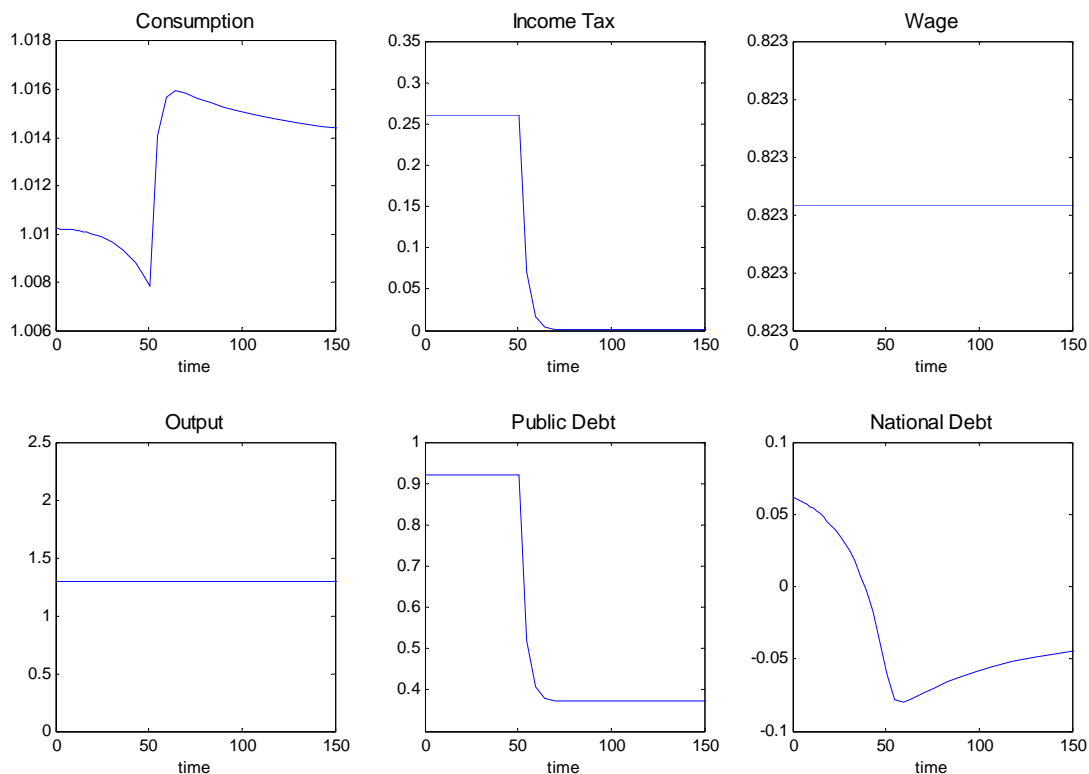 Consumption
1.018
1.016
1.014
1.012
1.01
1.008
1.006
0 50 100 150
time
Income Tax
0.35
0.3
0.25
0.2
0.15
0.1
0.05
0
0 50 100 150
time
Wage
0.823
0.823
0.823
0.823
0.823
0.823
0 50 100 150
time
Output
2.5
2
1.5
1
0.5
0
0 50 100 150
time
Public Debt
1
0.9
0.8
0.7
0.6
0.5
0.4
0 50 100 150
time
National Debt
0.1
0.05
0
-0.05
-0.1
0 50 100 150
time